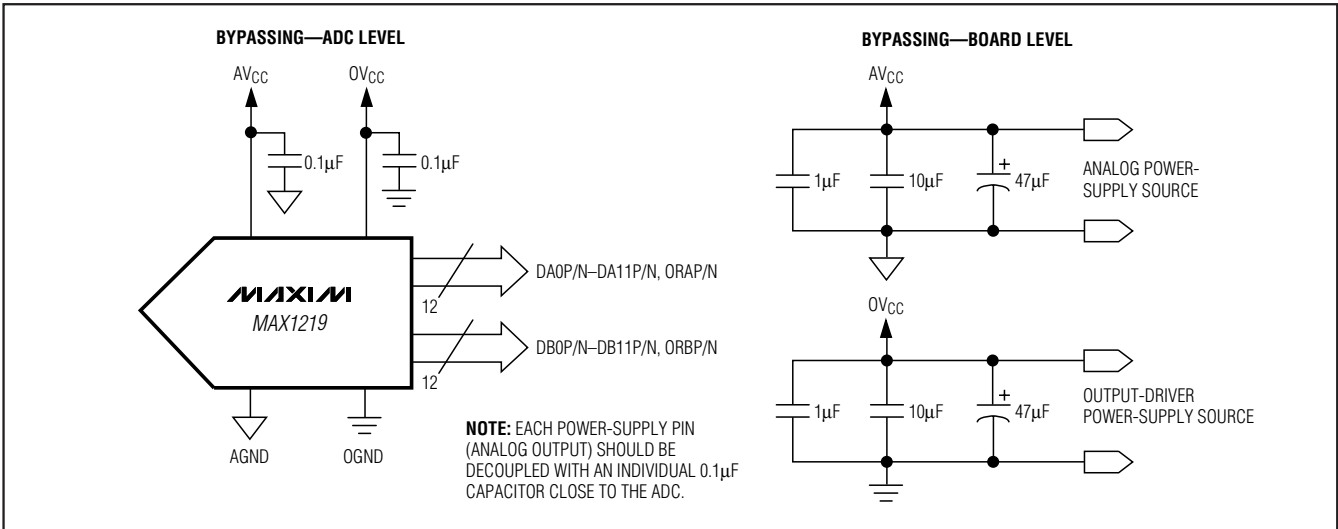 BYPASSING—ADC LEVEL
AVCC
OVCC
0.1µF
0.1µF
MAXIM
MAX1219
12
DA0P/N–DA11P/N, ORAP/N
12
DB0P/N–DB11P/N, ORBP/N
AGND
OGND
NOTE: EACH POWER-SUPPLY PIN
(ANALOG OUTPUT) SHOULD BE
DECOUPLED WITH AN INDIVIDUAL 0.1µF
CAPACITOR CLOSE TO THE ADC.
BYPASSING—BOARD LEVEL
AVCC
1µF
10µF
+
47µF
ANALOG POWER-
SUPPLY SOURCE
OVCC
1µF
10µF
+
47µF
OUTPUT-DRIVER
POWER-SUPPLY SOURCE